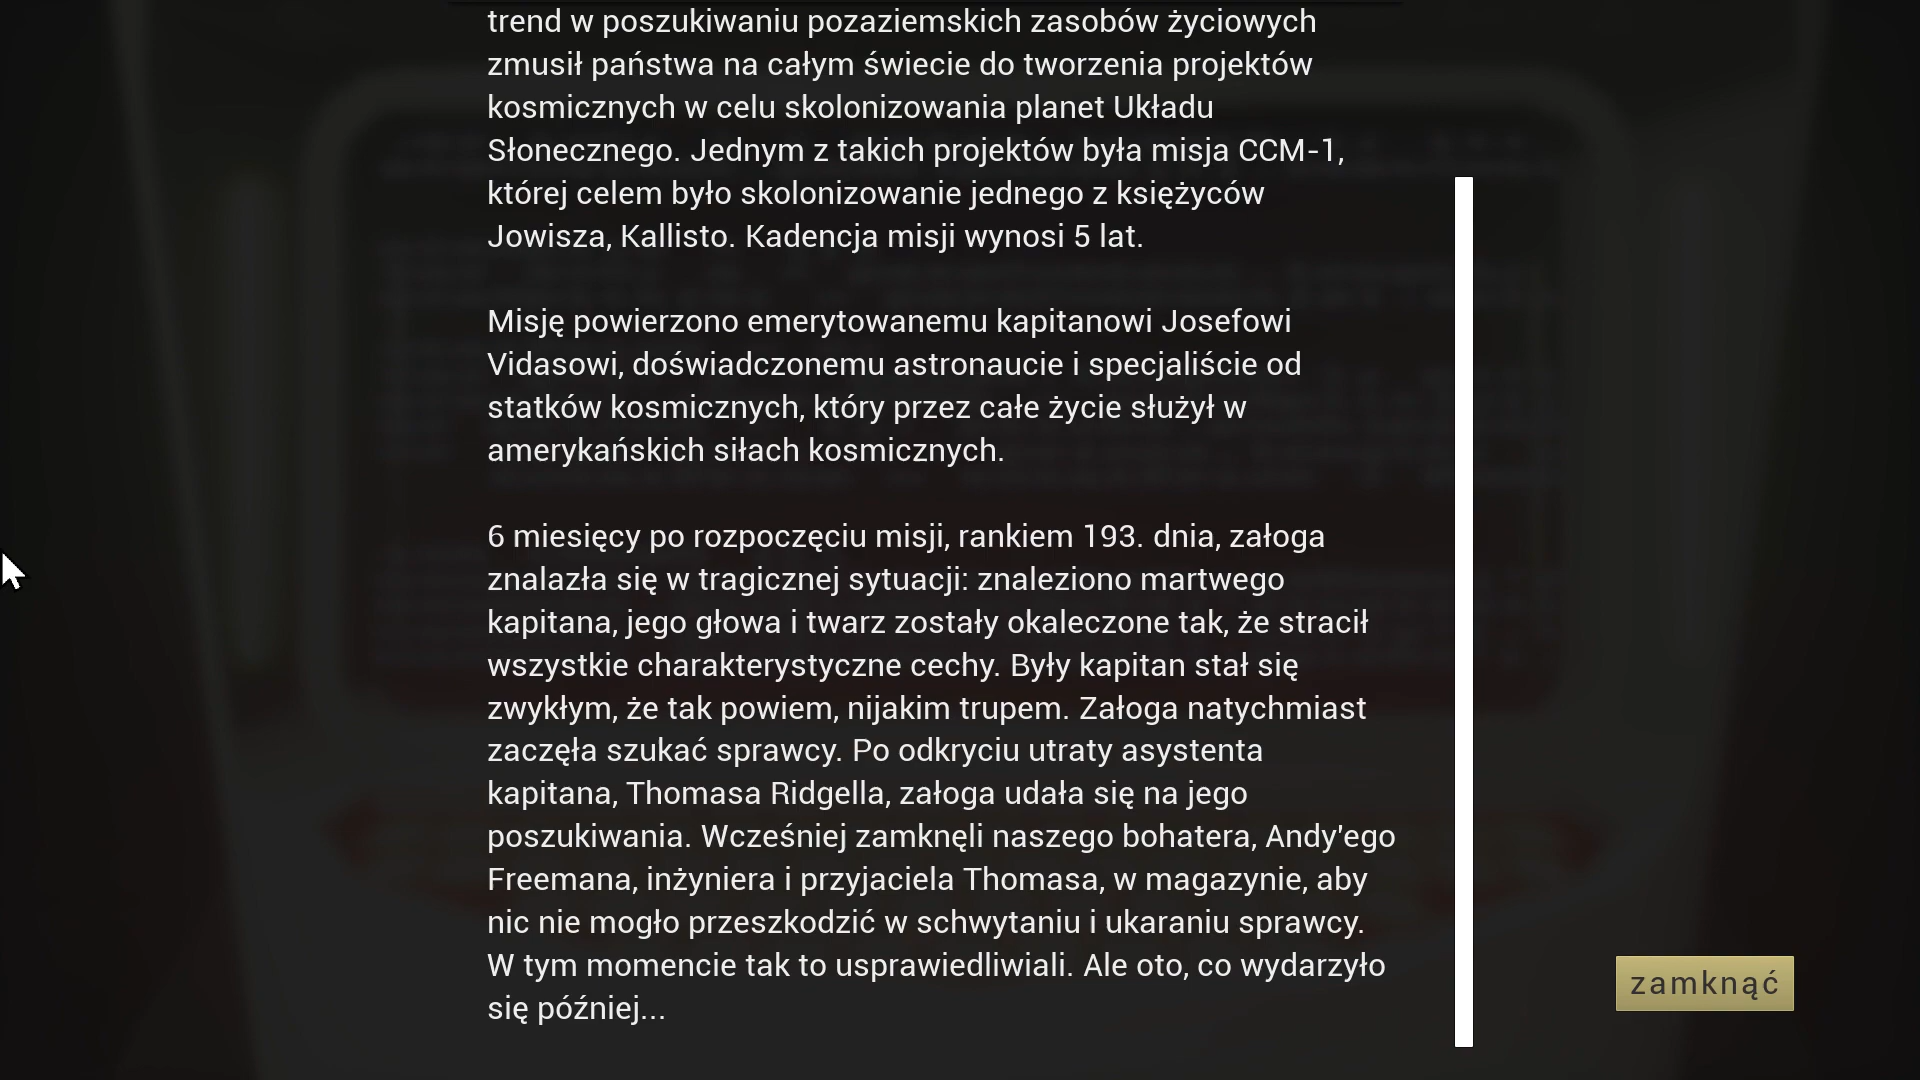 trend w poszukiwaniu pozaziemskich zasobów życiowych
zmusił państwa na całym świecie do tworzenia projektów
kosmicznych w celu skolonizowania planet Układu
Słonecznego. Jednym z takich projektów była misja CCM-1,
której celem było skolonizowanie jednego z księżyców
Jowisza, Kallisto. Kadencja misji wynosi 5 lat.
Misję powierzono emerytowanemu kapitanowi Josefowi
Vidasowi, doświadczonemu astronaucie i specjaliście od
statków kosmicznych, który przez całe życie służył w
amerykańskich siłach kosmicznych.
6 miesięcy po rozpoczęciu misji, rankiem 193. dnia, załoga
znalazła się w tragicznej sytuacji: znaleziono martwego
kapitana, jego głowa i twarz zostały okaleczone tak, że stracił
wszystkie charakterystyczne cechy. Były kapitan stał się
zwykłym, że tak powiem, nijakim trupem. Załoga natychmiast
zaczęła szukać sprawcy. Po odkryciu utraty asystenta
kapitana, Thomasa Ridgella, załoga udała się na jego
poszukiwania. Wcześniej zamknęli naszego bohatera, Andy'ego
Freemana, inżyniera i przyjaciela Thomasa, w magazynie, aby
nic nie mogło przeszkodzić w schwytaniu i ukaraniu sprawcy.
W tym momencie tak to usprawiedliwiali. Ale oto, co wydarzyło
się później...
zamknąć